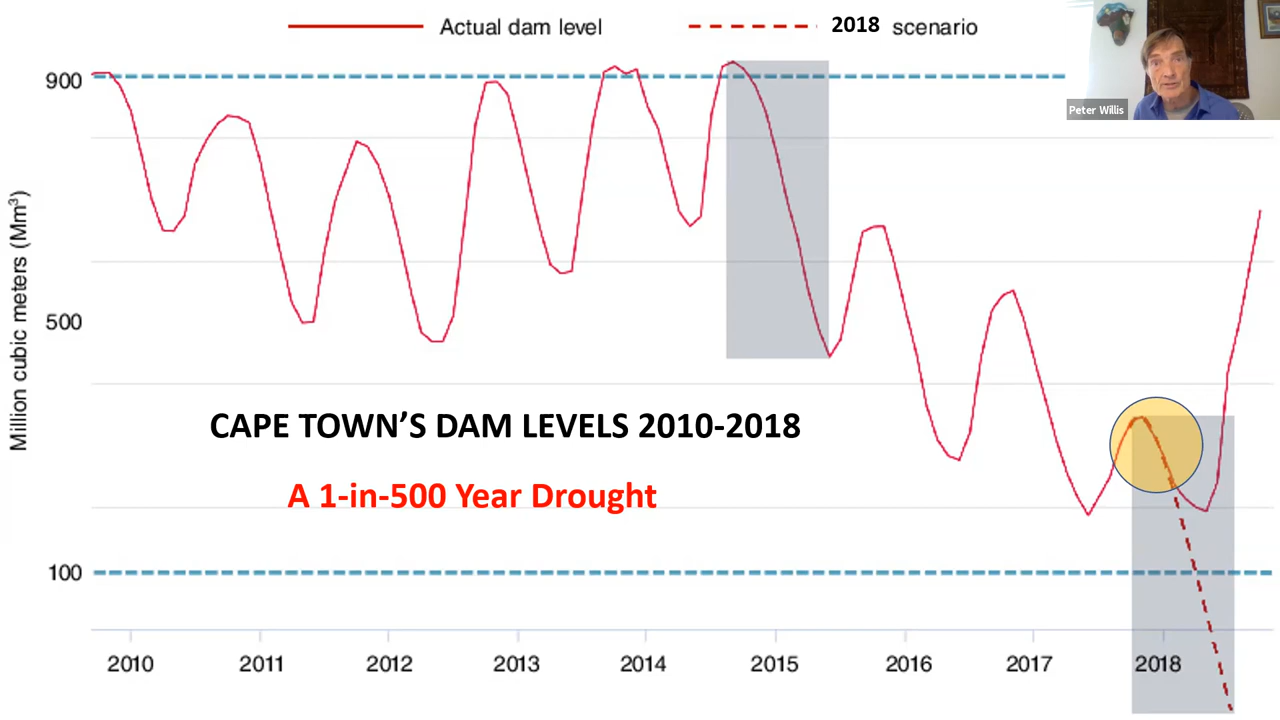 Actual dam level
2018 scenario
Peter Willis
Million cubic meters (Mm³)
900
500
100
CAPE TOWN’S DAM LEVELS 2010-2018
A 1-in-500 Year Drought
2010 2011 2012 2013 2014 2015 2016 2017 2018